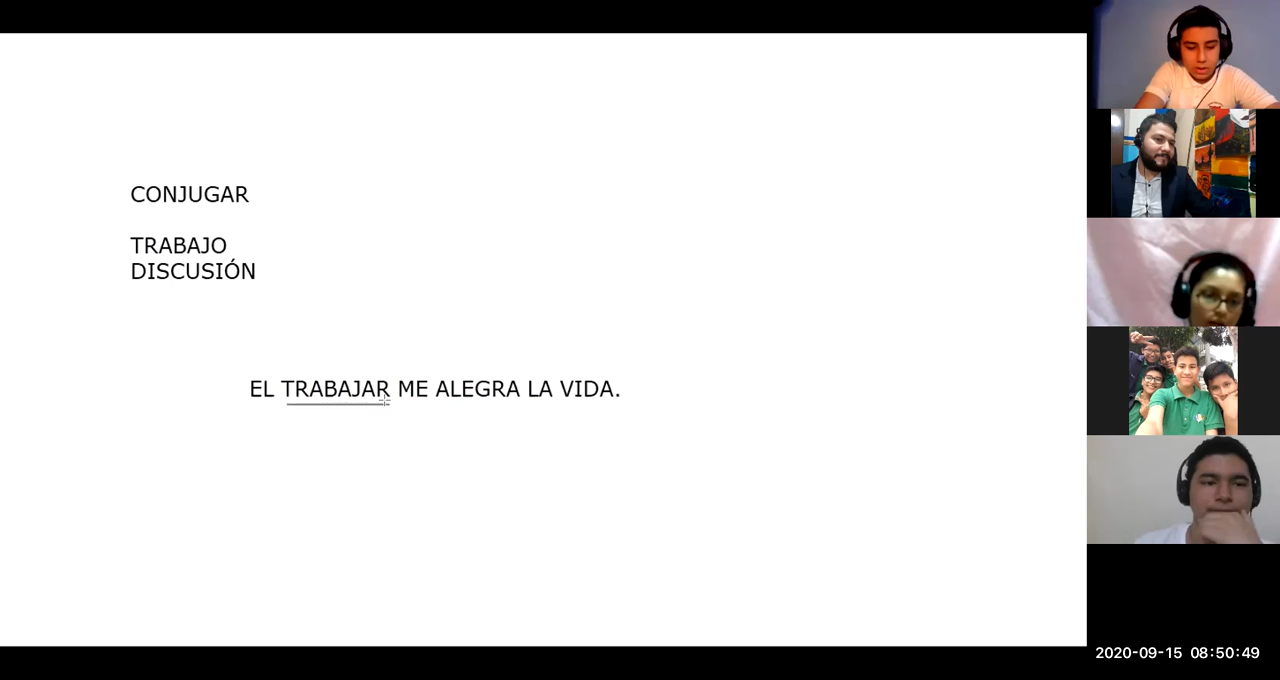 CONJUGAR
TRABAJO
DISCUSIÓN
EL TRABAJAR ME ALEGRA LA VIDA.
2020-09-15 08:50:49